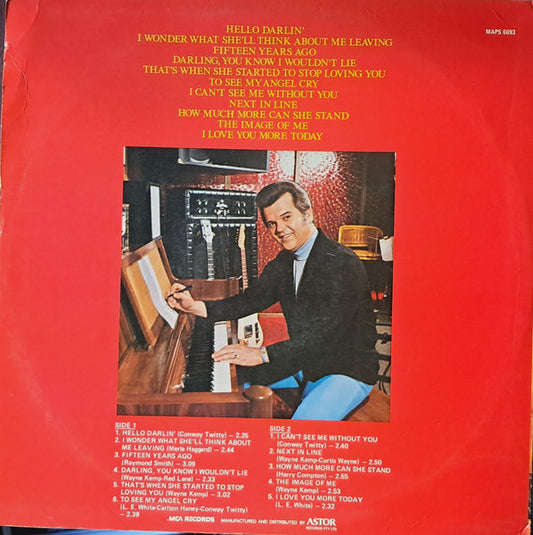 HELLO DARLIN'
MAPS 6093
I WONDER WHAT SHE'LL THINK ABOUT ME LEAVING
FIFTEEN YEARS AGO
DARLING, YOU KNOW I WOULDN'T LIE
THAT'S WHEN SHE STARTED TO STOP LOVING YOU
TO SEE MY ANGEL CRY
I CAN'T SEE ME WITHOUT YOU
NEXT IN LINE
HOW MUCH MORE CAN SHE STAND
THE IMAGE OF ME
I LOVE YOU MORE TODAY
SIDE 1
1. HELLO DARLIN' (Conway Twitty) – 2.25
2. I WONDER WHAT SHE'LL THINK ABOUT
ME LEAVING (Merle Haggard) – 2.44
3. FIFTEEN YEARS AGO
(Raymond Smith) – 3.09
4. DARLING, YOU KNOW I WOULDN'T LIE
(Wayne Kemp-Red Lane) – 2.33
5. THAT'S WHEN SHE STARTED TO STOP
LOVING YOU (Wayne Kemp) – 3.02
6. TO SEE MY ANGEL CRY
(L. E. White-Carlton Haney-Conway Twitty)
– 2.38
SIDE 2
1. I CAN'T SEE ME WITHOUT YOU
(Conway Twitty) – 2.40
2. NEXT IN LINE
(Wayne Kemp-Curtis Wayne) – 2.50
3. HOW MUCH MORE CAN SHE STAND
(Harry Compton) – 2.55
4. THE IMAGE OF ME
(Wayne Kemp) – 2.53
5. I LOVE YOU MORE TODAY
(L. E. White) – 2.32
MCA RECORDS MANUFACTURED AND DISTRIBUTED BY ASTOR
RECORDS PTY LTD